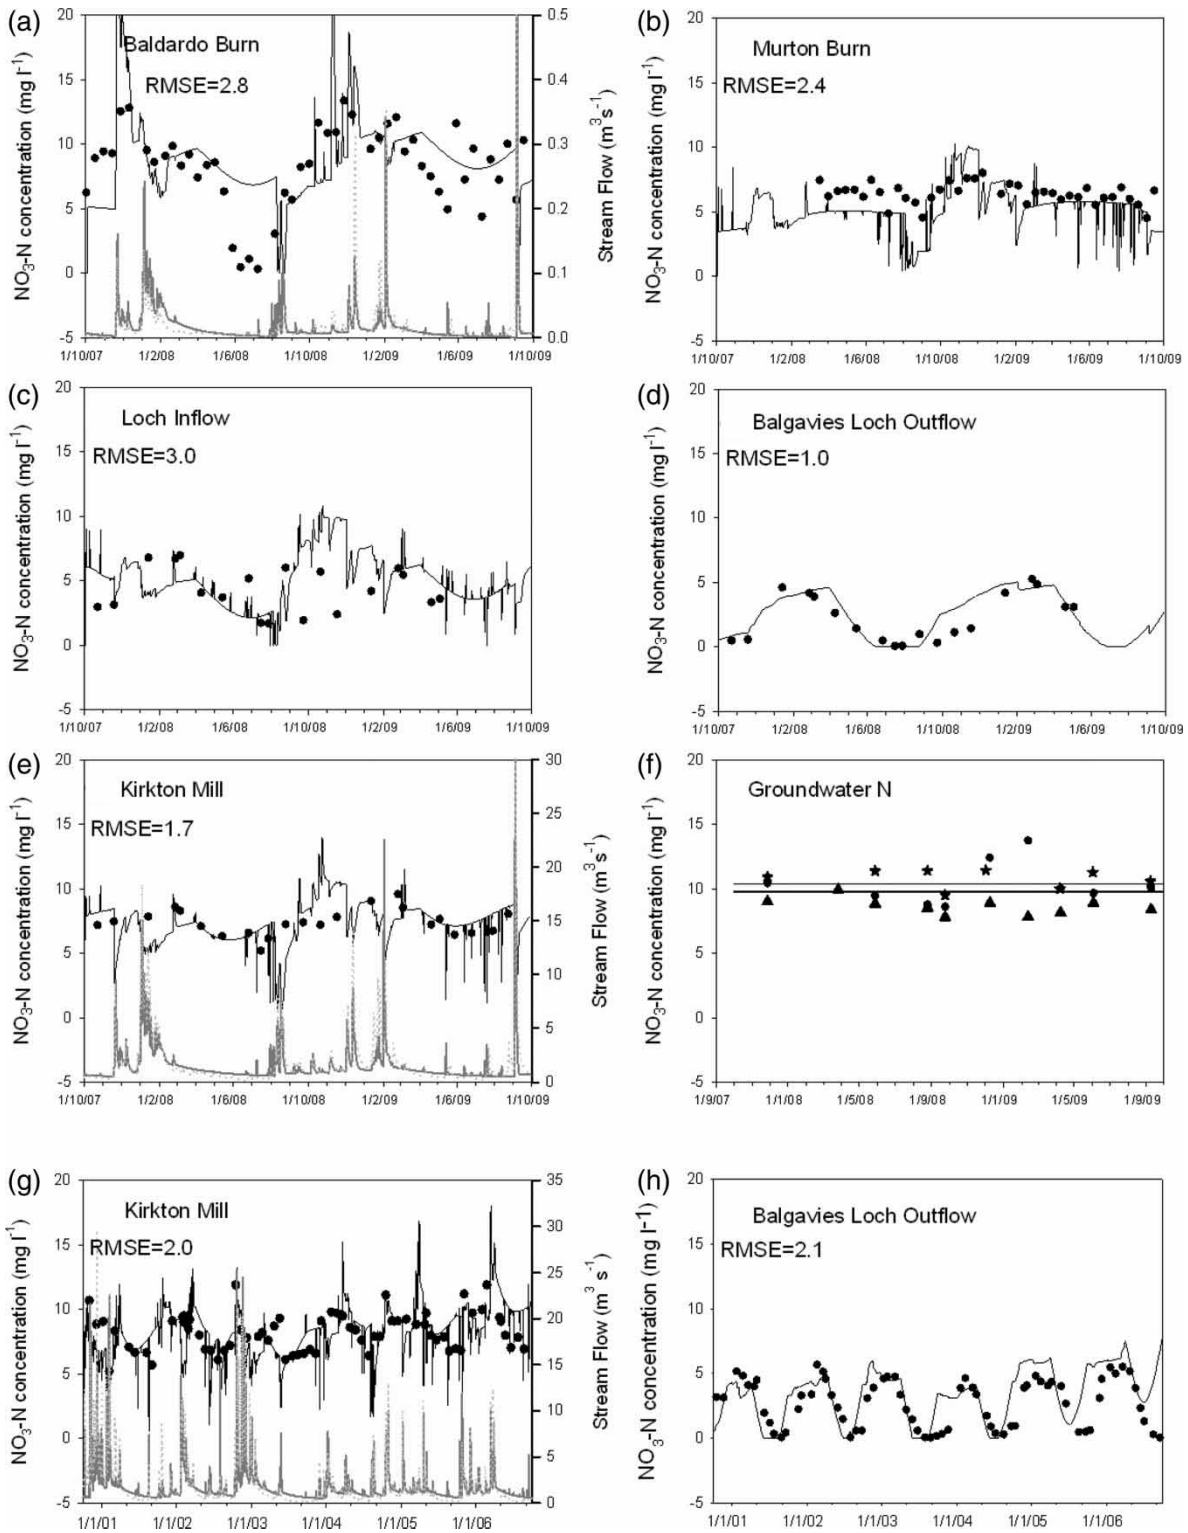 (a)
Baldardo Burn
RMSE=2.8
NO3-N concentration (mg l-1)
20
15
10
5
0
-5
0.5
0.4
0.3
0.2
0.1
0.0
Stream Flow (m3s-1)
1/10/07 1/2/08 1/6/08 1/10/08 1/2/09 1/6/09 1/10/09
(b)
Murton Burn
RMSE=2.4
NO3-N concentration (mg l-1)
20
15
10
5
0
-5
1/10/07 1/2/08 1/6/08 1/10/08 1/2/09 1/6/09 1/10/09
(c)
Loch Inflow
RMSE=3.0
NO3-N concentration (mg l-1)
20
15
10
5
0
-5
1/10/07 1/2/08 1/6/08 1/10/08 1/2/09 1/6/09 1/10/09
(d)
Balgavies Loch Outflow
RMSE=1.0
NO3-N concentration (mg l-1)
20
15
10
5
0
-5
1/10/07 1/2/08 1/6/08 1/10/08 1/2/09 1/6/09 1/10/09
(e)
Kirkton Mill
RMSE=1.7
NO3-N concentration (mg l-1)
20
15
10
5
0
-5
30
25
20
15
10
5
0
Stream Flow (m3s-1)
1/10/07 1/2/08 1/6/08 1/10/08 1/2/09 1/6/09 1/10/09
(f)
Groundwater N
NO3-N concentration (mg l-1)
20
15
10
5
0
-5
1/9/07 1/1/08 1/5/08 1/9/08 1/1/09 1/5/09 1/9/09
(g)
Kirkton Mill
RMSE=2.0
NO3-N concentration (mg l-1)
20
15
10
5
0
-5
35
30
25
20
15
10
5
0
Stream Flow (m3 s-1)
1/1/01 1/1/02 1/1/03 1/1/04 1/1/05 1/1/06
(h)
Balgavies Loch Outflow
RMSE=2.1
NO3-N concentration (mg l-1)
20
15
10
5
0
-5
1/1/01 1/1/02 1/1/03 1/1/04 1/1/05 1/1/06